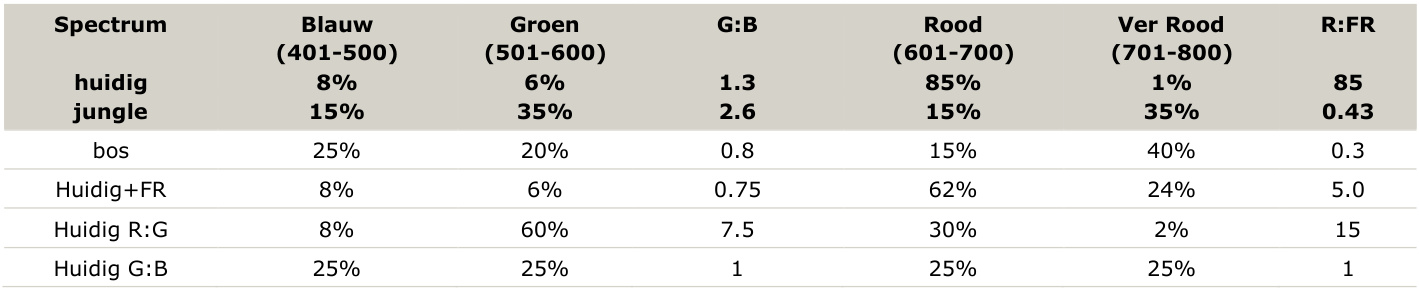 Spectrum Blauw Groen G:B Rood Ver Rood R:FR
(401-500) (501-600) (601-700) (701-800)
huidig 8% 6% 1.3 85% 1% 85
jungle 15% 35% 2.6 15% 35% 0.43
bos 25% 20% 0.8 15% 40% 0.3
Huidig+FR 8% 6% 0.75 62% 24% 5.0
Huidig R:G 8% 60% 7.5 30% 2% 15
Huidig G:B 25% 25% 1 25% 25% 1